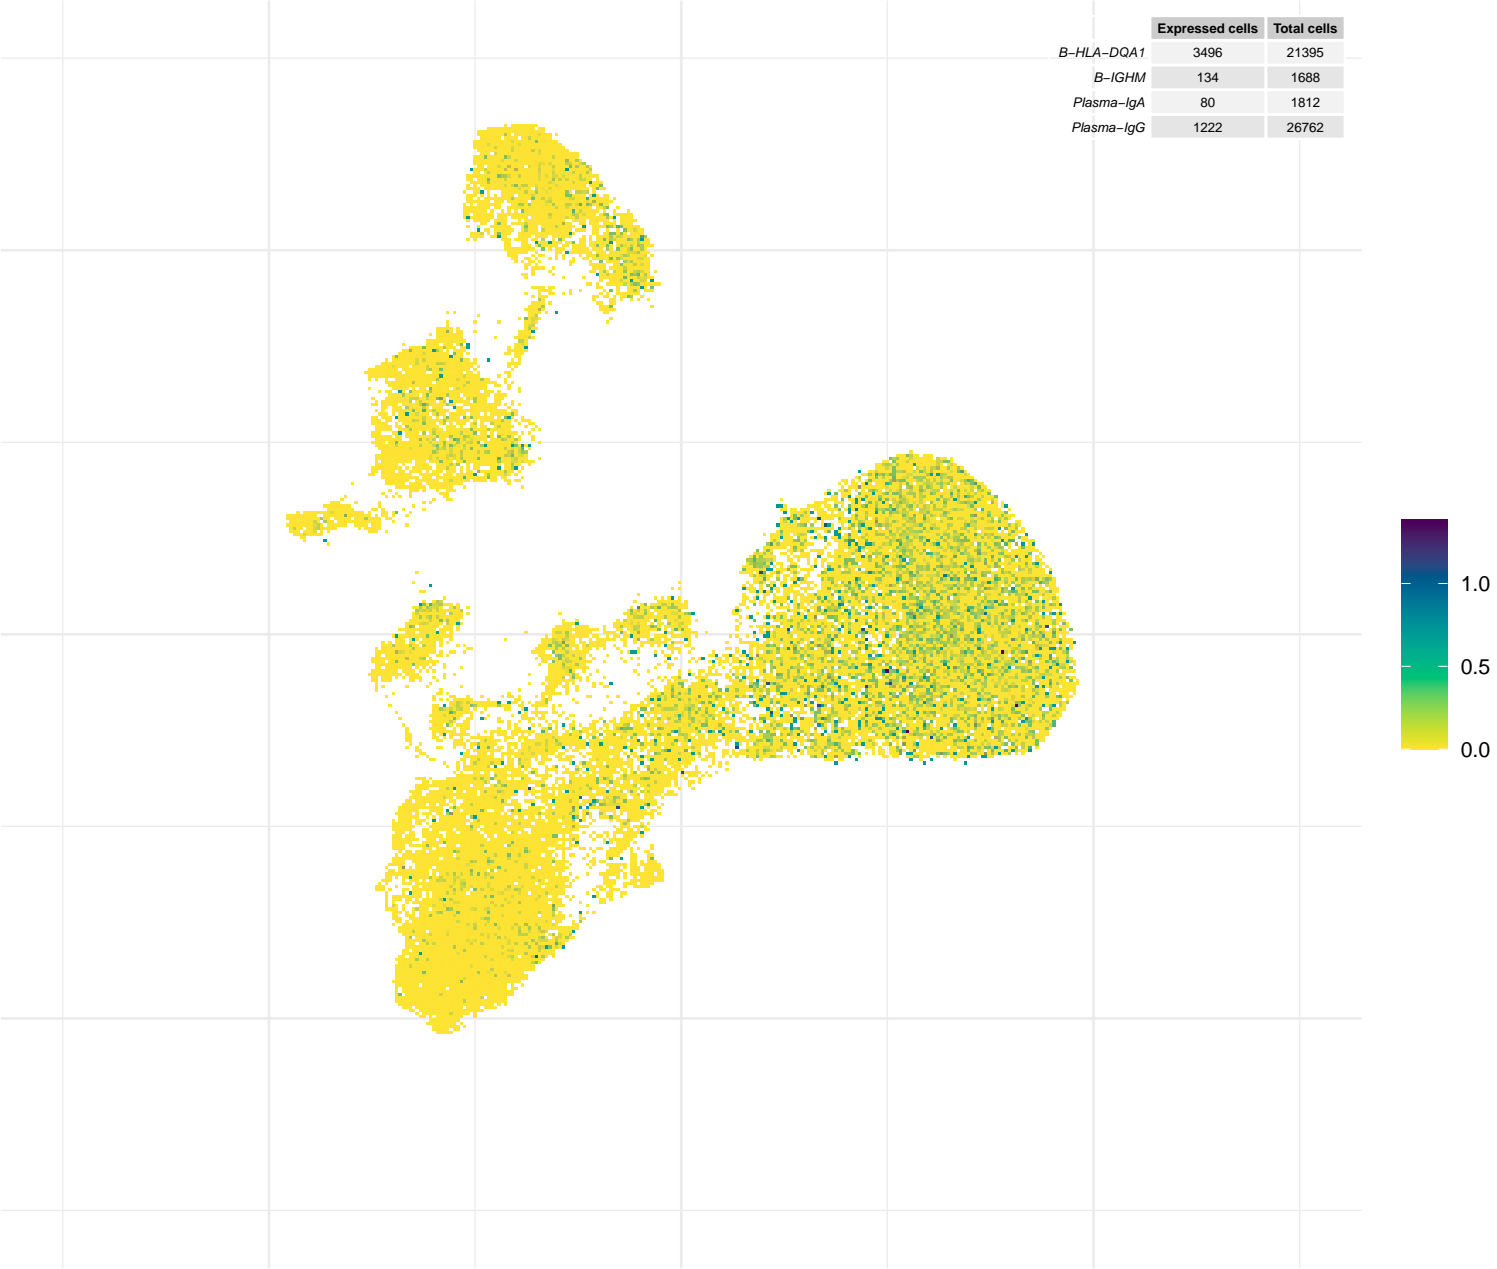 Expressed cells Total cells
B−HLA−DQA1 3496 21395
B−IGHM 134 1688
Plasma−IgA 80 1812
Plasma−IgG 1222 26762
1.0
0.5
0.0